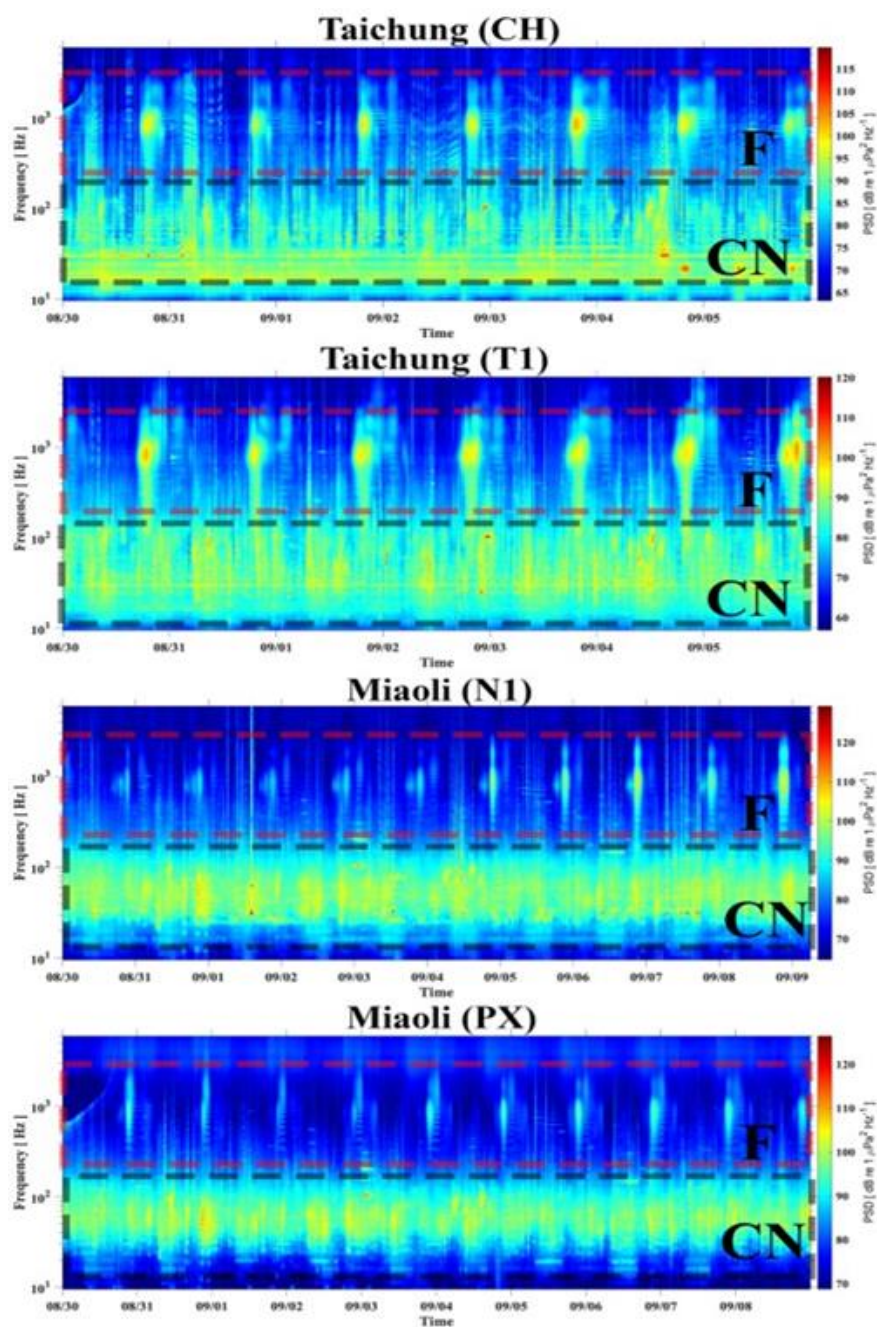 Taichung (CH)
Frequency [ Hz ]
10³
10²
10¹
F
CN
08/30 08/31 09/01 09/02 09/03 09/04 09/05
Time
115
110
105
100
95
90
85
80
75
70
65
PSD [ dB re 1 μPa² Hz⁻¹ ]
Taichung (T1)
Frequency [ Hz ]
10³
10²
10¹
F
CN
08/30 08/31 09/01 09/02 09/03 09/04 09/05
Time
120
110
100
90
80
70
60
PSD [ dB re 1 μPa² Hz⁻¹ ]
Miaoli (N1)
Frequency [ Hz ]
10³
10²
10¹
F
CN
08/30 08/31 09/01 09/02 09/03 09/04 09/05 09/06 09/07 09/08 09/09
Time
120
110
100
90
80
70
PSD [ dB re 1 μPa² Hz⁻¹ ]
Miaoli (PX)
Frequency [ Hz ]
10³
10²
10¹
F
CN
08/30 08/31 09/01 09/02 09/03 09/04 09/05 09/06 09/07 09/08
Time
120
110
100
90
80
70
PSD [ dB re 1 μPa² Hz⁻¹ ]